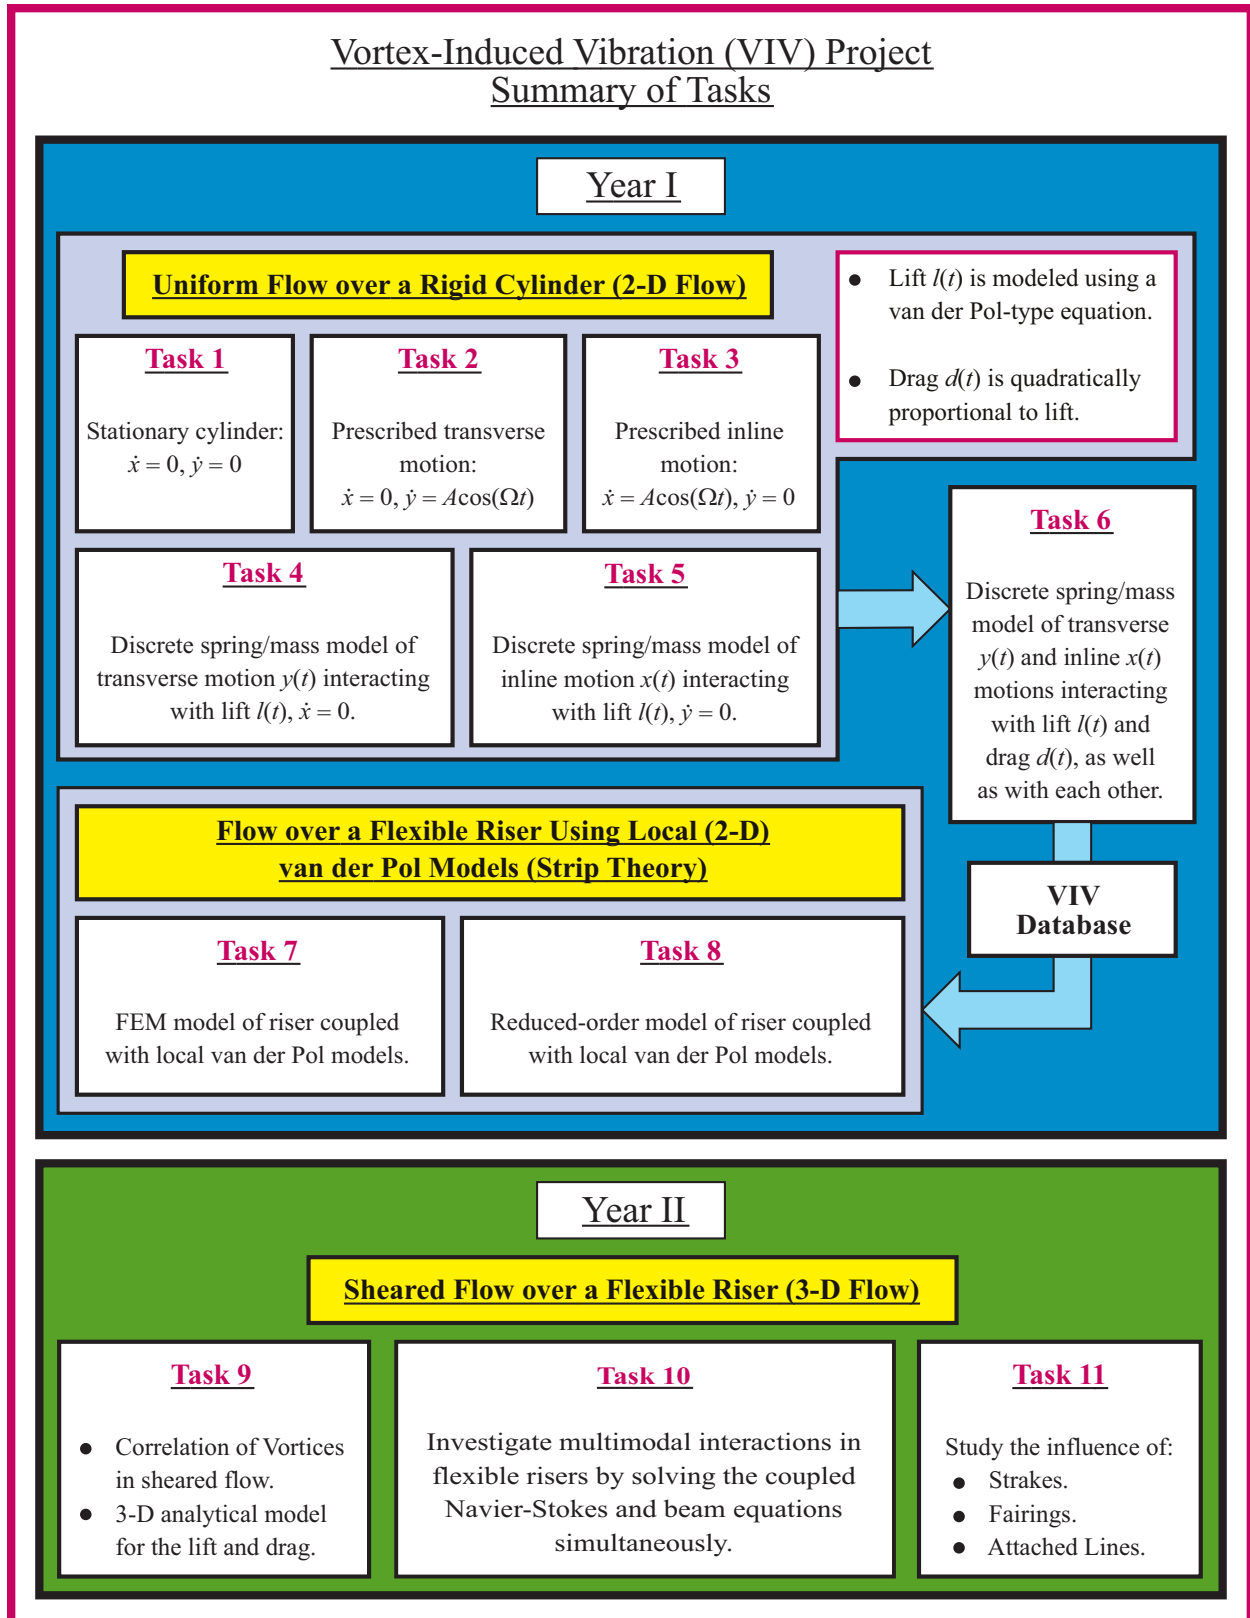 Vortex-Induced Vibration (VIV) Project
Summary of Tasks
Year I
Uniform Flow over a Rigid Cylinder (2-D Flow)
● Lift l(t) is modeled using a
van der Pol-type equation.
● Drag d(t) is quadratically
proportional to lift.
Task 1
Stationary cylinder:
ẋ = 0, ẏ = 0
Task 2
Prescribed transverse
motion:
ẋ = 0, ẏ = Acos(Ωt)
Task 3
Prescribed inline
motion:
ẋ = Acos(Ωt), ẏ = 0
Task 4
Discrete spring/mass model of
transverse motion y(t) interacting
with lift l(t), ẋ = 0.
Task 5
Discrete spring/mass model of
inline motion x(t) interacting
with lift l(t), ẏ = 0.
Task 6
Discrete spring/mass
model of transverse
y(t) and inline x(t)
motions interacting
with lift l(t) and
drag d(t), as well
as with each other.
VIV
Database
Flow over a Flexible Riser Using Local (2-D)
van der Pol Models (Strip Theory)
Task 7
FEM model of riser coupled
with local van der Pol models.
Task 8
Reduced-order model of riser coupled
with local van der Pol models.
Year II
Sheared Flow over a Flexible Riser (3-D Flow)
Task 9
● Correlation of Vortices
in sheared flow.
● 3-D analytical model
for the lift and drag.
Task 10
Investigate multimodal interactions in
flexible risers by solving the coupled
Navier-Stokes and beam equations
simultaneously.
Task 11
Study the influence of:
● Strakes.
● Fairings.
● Attached Lines.